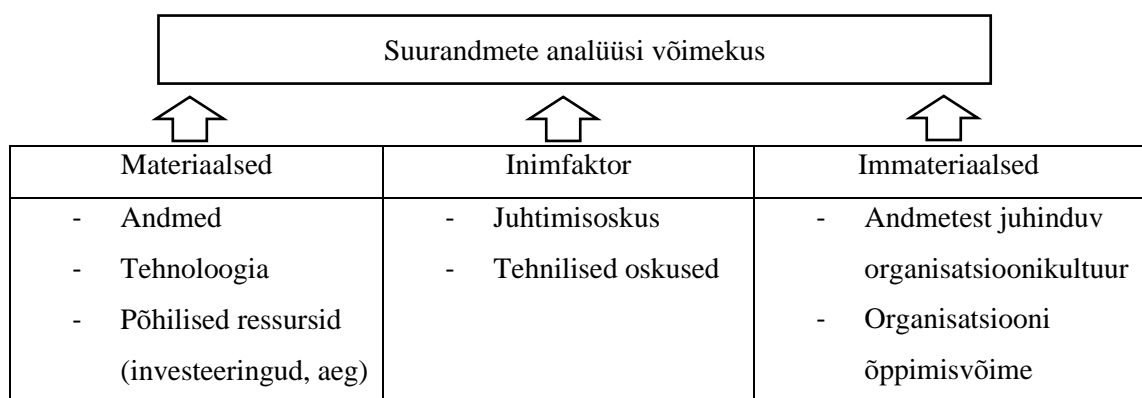 Suurandmete analüüsi võimekus
Materiaalsed
- Andmed
- Tehnoloogia
- Põhilised ressursid
(investeeringud, aeg)
Inimfaktor
- Juhtimisoskus
- Tehnilised oskused
Immateriaalsed
- Andmetest juhinduv
organisatsioonikultuur
- Organisatsiooni
õppimisvõime